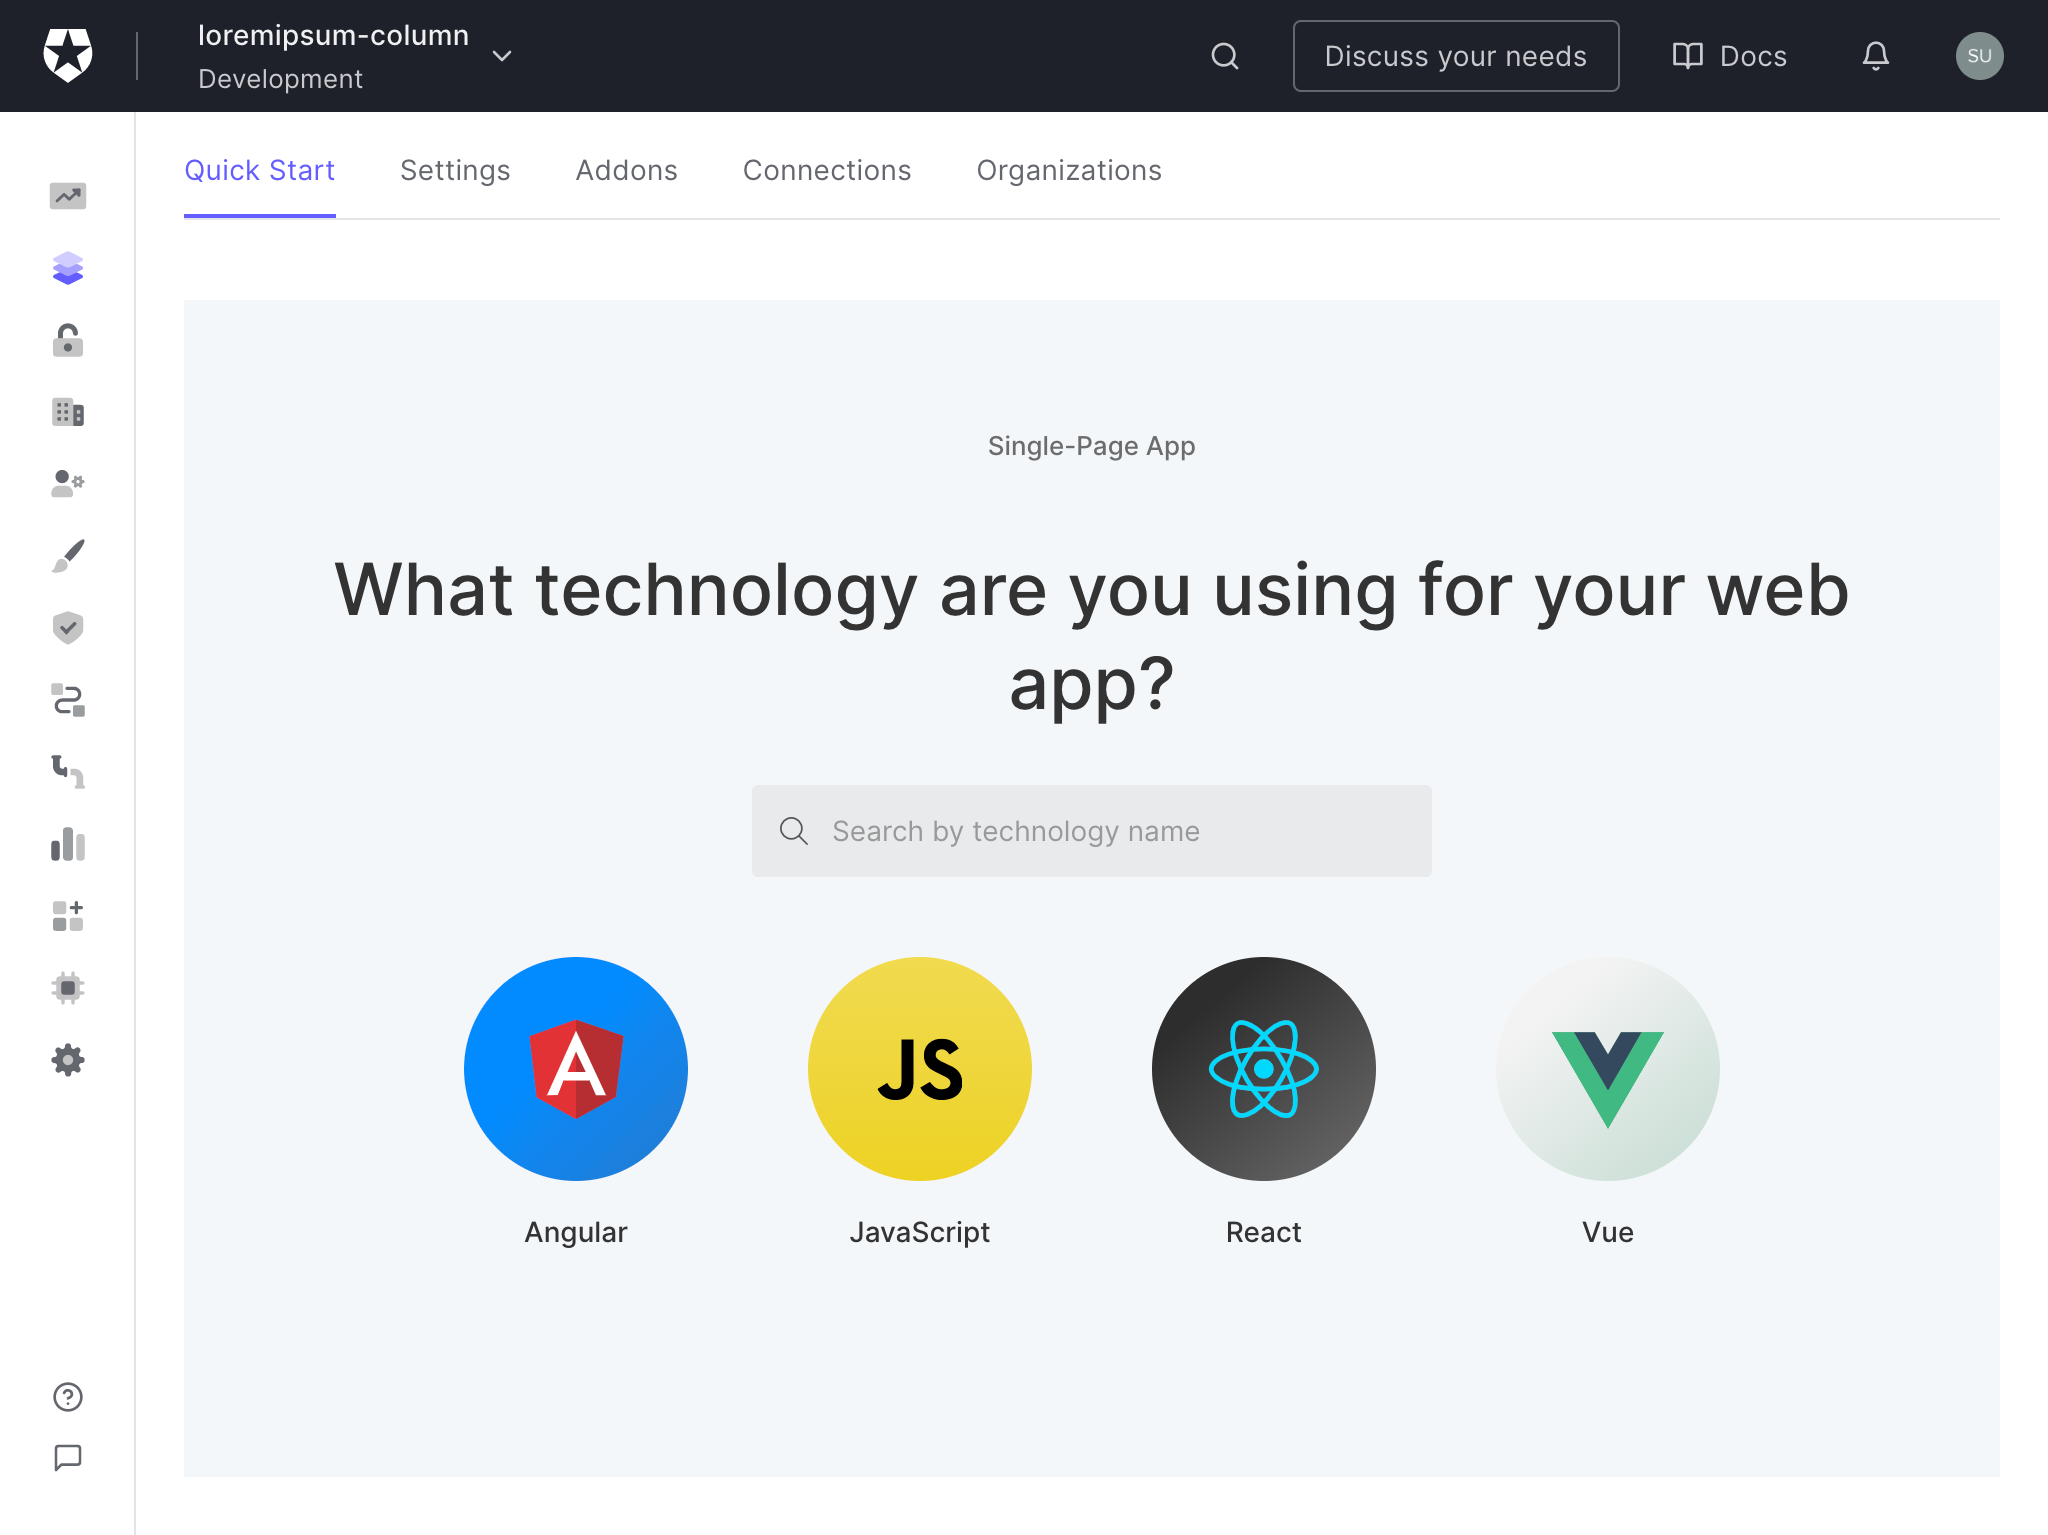 loremipsum-column
Development
Discuss your needs
Docs
SU
Quick Start
Settings
Addons
Connections
Organizations
Single-Page App
What technology are you using for your web
app?
Search by technology name
JS
Angular
JavaScript
React
Vue